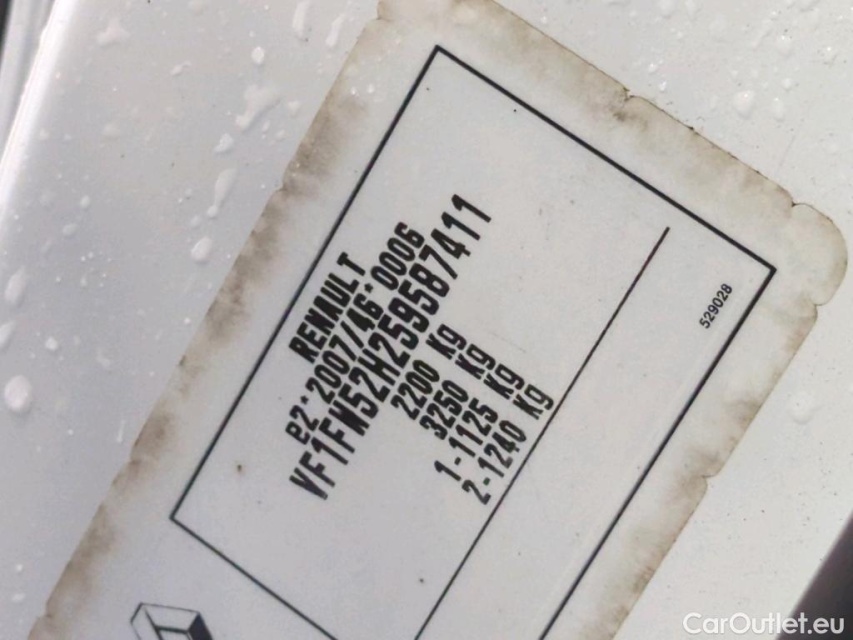 RENAULT
e2*2007/46*0006
VF1FW52H259587411
2200 Kg
3250 Kg
1-1125 Kg
2-1240 Kg
529028
CarOutlet.eu